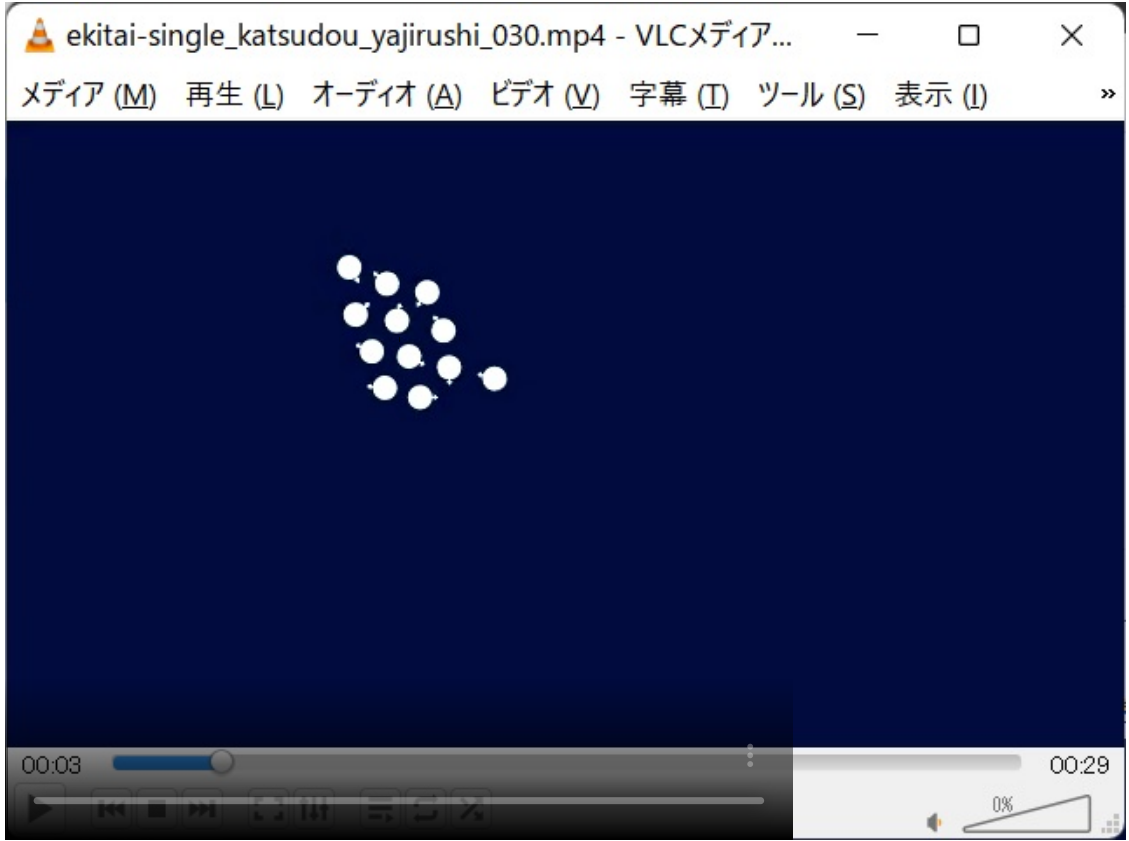 ekitai-single_katsudou_yajirushi_030.mp4 - VLCメディア...
メディア (M) 再生 (L) オーディオ (A) ビデオ (V) 字幕 (T) ツール (S) 表示 (I) »
00:03 00:29
0%